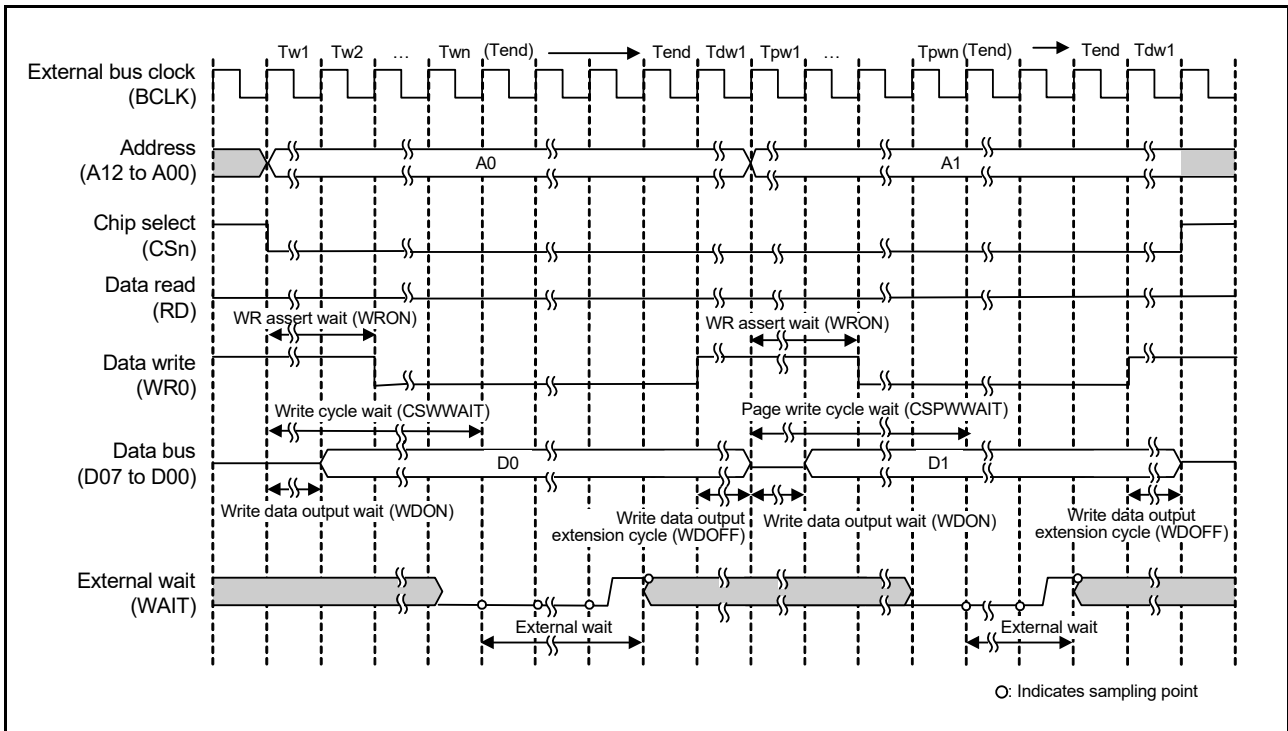 Tw1 Tw2 … Twn (Tend) Tend Tdw1 Tpw1 … Tpwn (Tend) Tend Tdw1
External bus clock
(BCLK)
Address
(A12 to A00)
A0 A1
Chip select
(CSn)
Data read
(RD)
WR assert wait (WRON) WR assert wait (WRON)
Data write
(WR0)
Write cycle wait (CSWWAIT) Page write cycle wait (CSPWWAIT)
Data bus
(D07 to D00)
D0 D1
Write data output wait (WDON)
Write data output
extension cycle (WDOFF)
Write data output wait (WDON)
Write data output
extension cycle (WDOFF)
External wait
(WAIT)
External wait External wait
O: Indicates sampling point